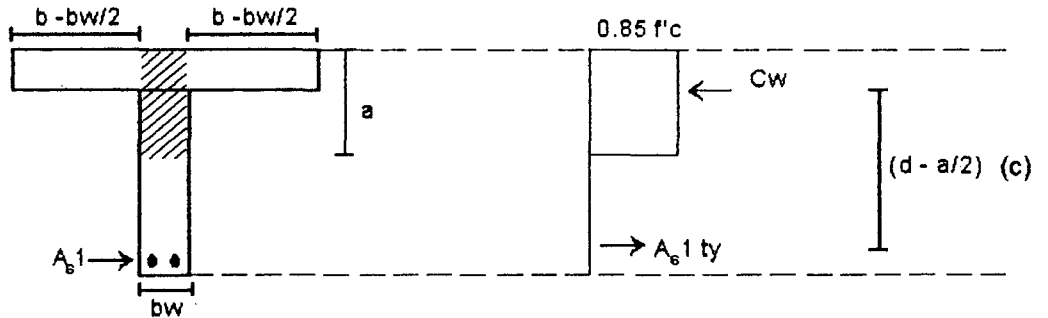 b -bw/2
b -bw/2
0.85 f'c
Cw
a
(d - a/2) (c)
As1
As1 ty
bw